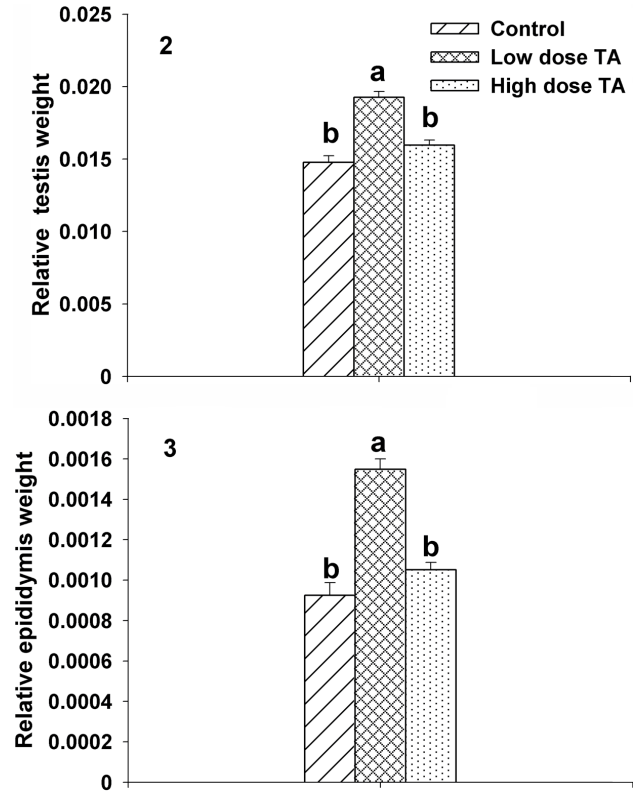 2
Control
Low dose TA
High dose TA
Relative testis weight
0.025
0.020
0.015
0.010
0.005
0
b
a
b
3
Relative epididymis weight
0.0018
0.0016
0.0014
0.0012
0.0010
0.0008
0.0006
0.0004
0.0002
0
b
a
b